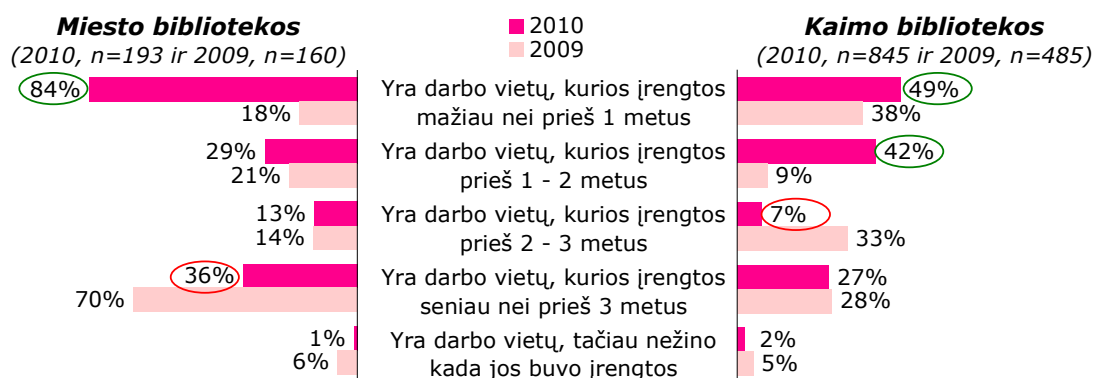 Miesto bibliotekos
(2010, n=193 ir 2009, n=160)
2010
2009
Kaimo bibliotekos
(2010, n=845 ir 2009, n=485)
84%
18%
Yra darbo vietų, kurios įrengtos
mažiau nei prieš 1 metus
49%
38%
29%
21%
Yra darbo vietų, kurios įrengtos
prieš 1 - 2 metus
42%
9%
13%
14%
Yra darbo vietų, kurios įrengtos
prieš 2 - 3 metus
7%
33%
36%
70%
Yra darbo vietų, kurios įrengtos
seniau nei prieš 3 metus
27%
28%
1%
6%
Yra darbo vietų, tačiau nežino
kada jos buvo įrengtos
2%
5%